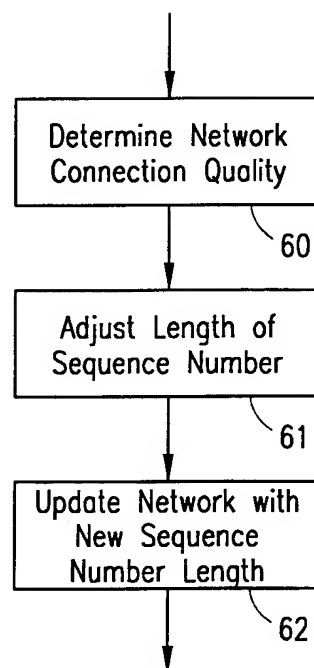 Determine Network
Connection Quality
60
Adjust Length of
Sequence Number
61
Update Network with
New Sequence
Number Length
62